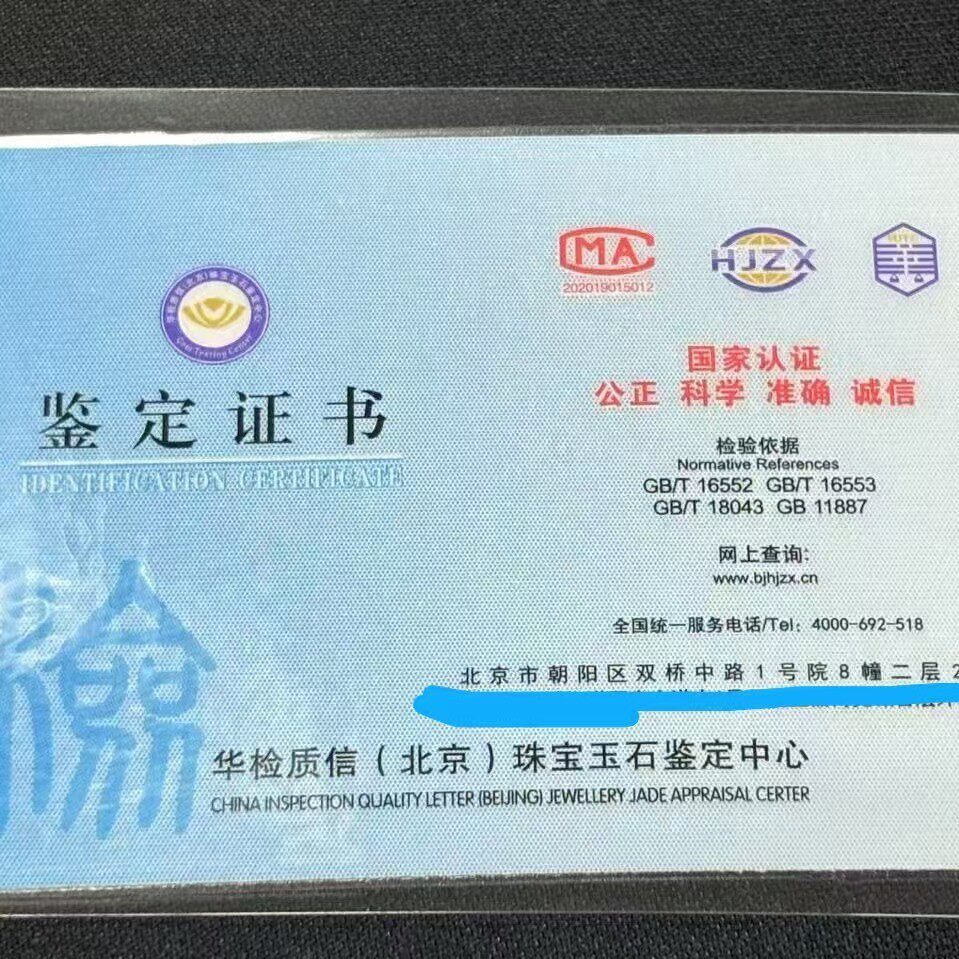 CMA
202019015012
HJZX
国家认证
公正 科学 准确 诚信
鉴定证书
IDENTIFICATION CERTIFICATE
检验依据
Normative References
GB/T 16552 GB/T 16553
GB/T 18043 GB 11887
网上查询:
www.bjhjzx.cn
全国统一服务电话/Tel: 4000-692-518
北京市朝阳区双桥中路1号院8幢二层2
华检质信(北京)珠宝玉石鉴定中心
CHINA INSPECTION QUALITY LETTER (BEIJING) JEWELLERY JADE APPRAISAL CERTER